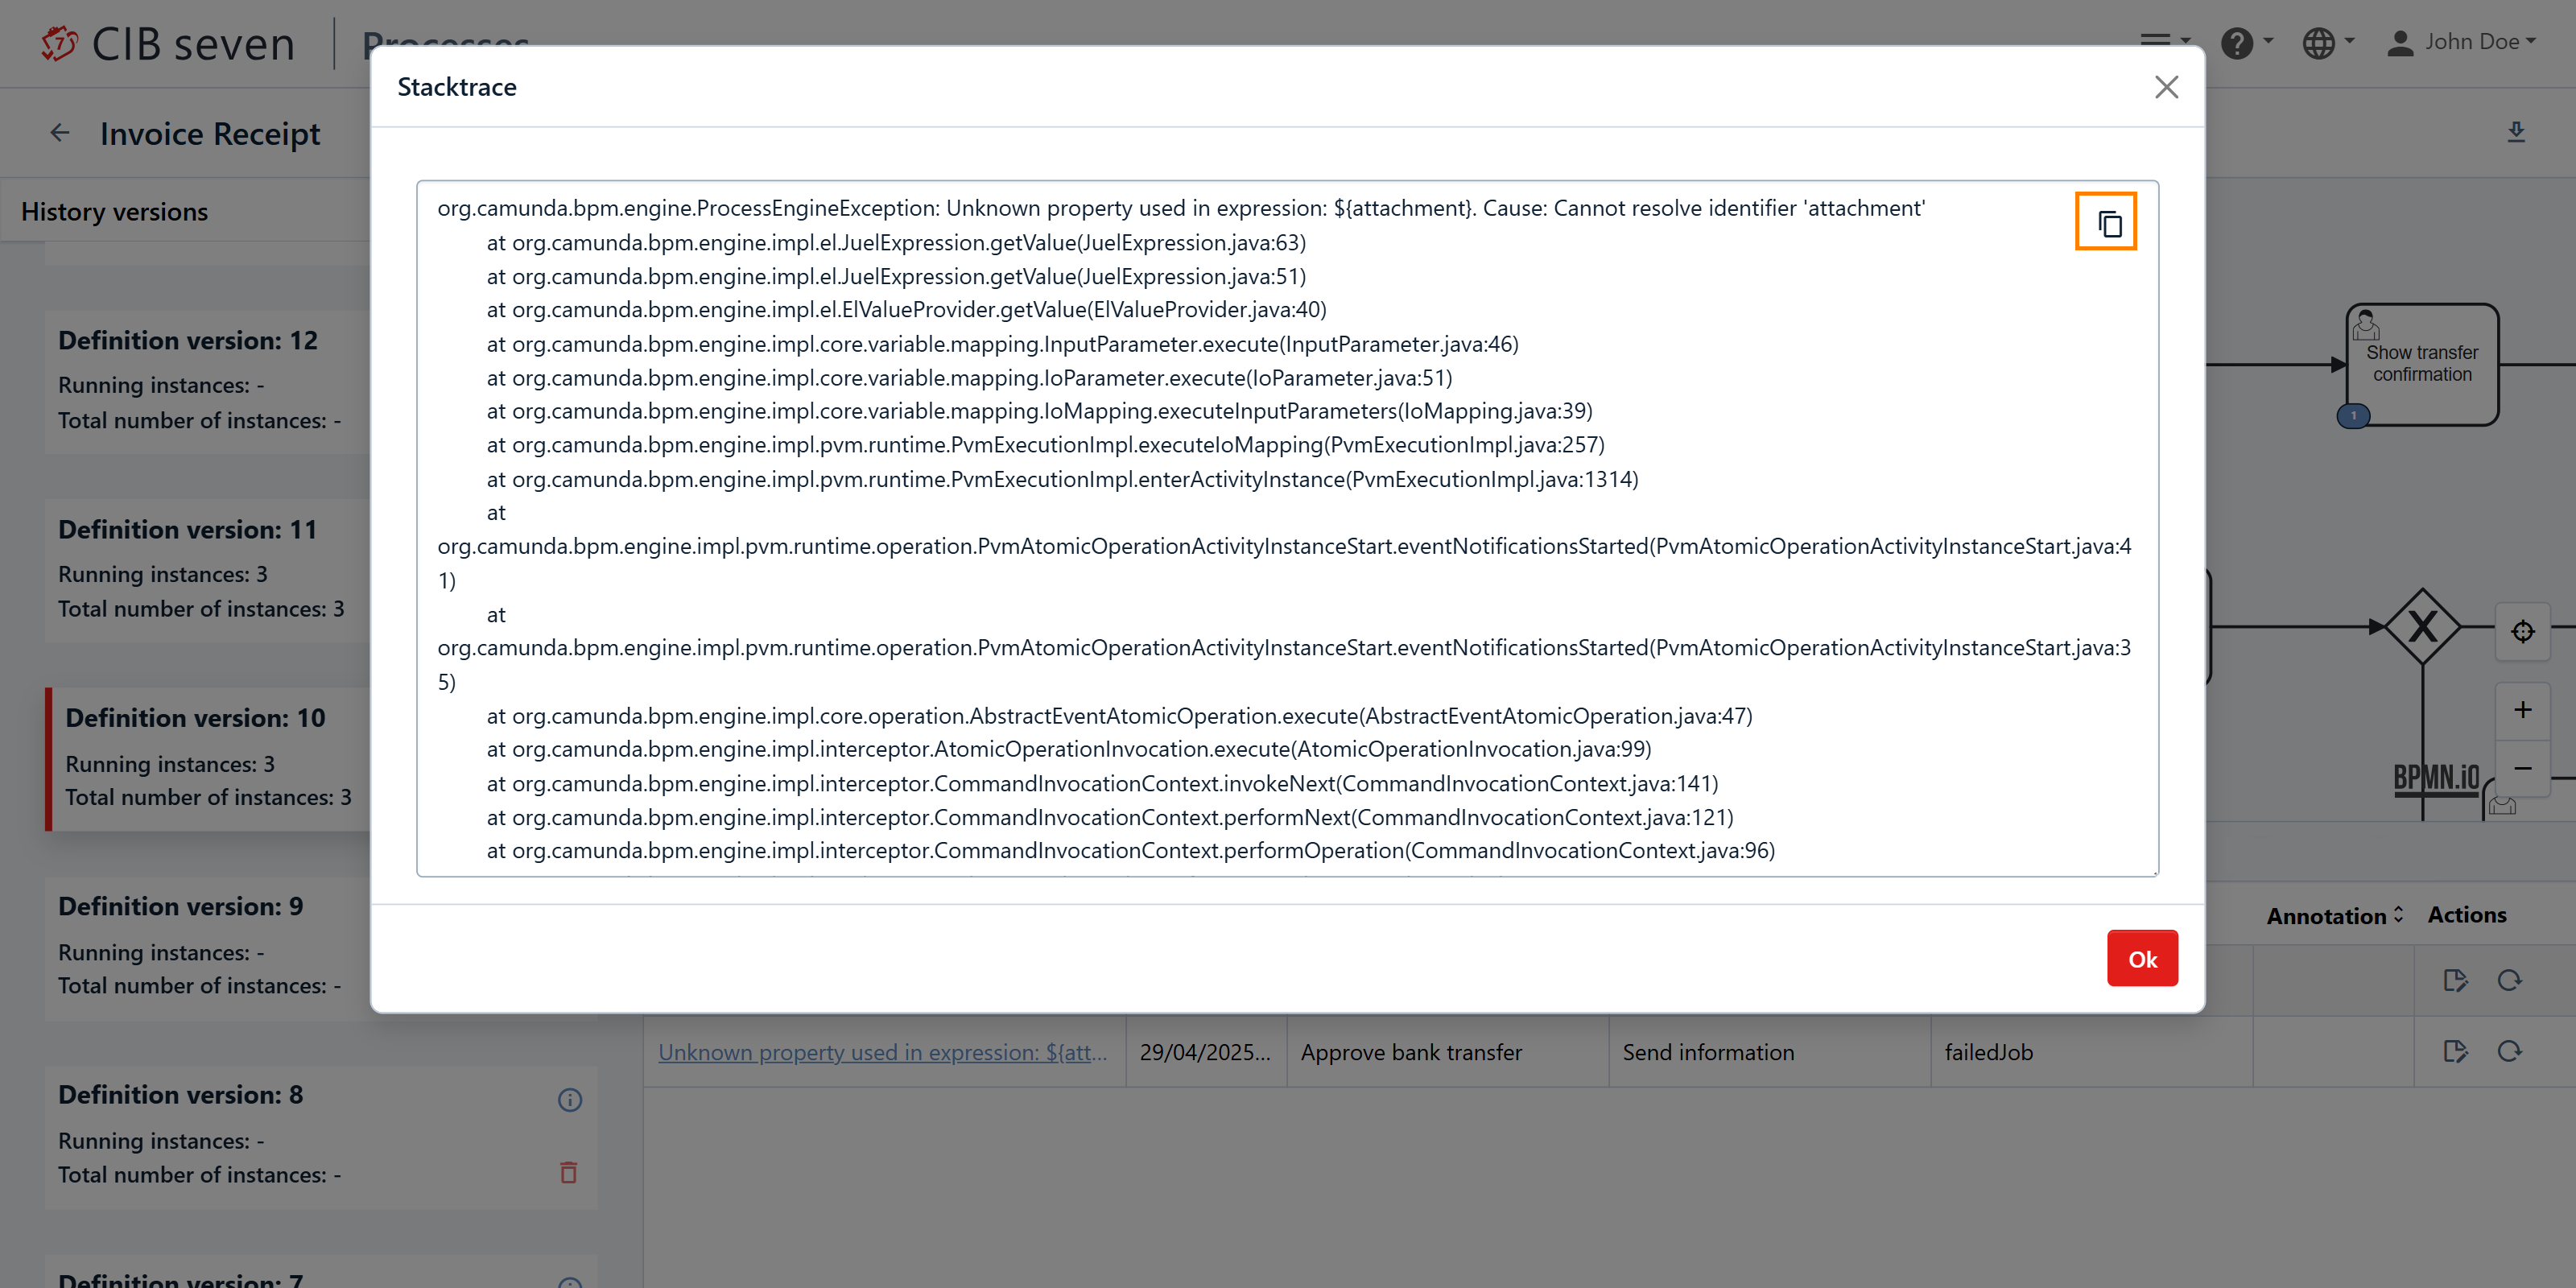 CIB seven
Processes
John Doe
Invoice Receipt
History versions
Definition version: 12
Running instances: -
Total number of instances: -
Definition version: 11
Running instances: 3
Total number of instances: 3
Definition version: 10
Running instances: 3
Total number of instances: 3
Definition version: 9
Running instances: -
Total number of instances: -
Definition version: 8
Running instances: -
Total number of instances: -
Definition version: 7
Stacktrace
org.camunda.bpm.engine.ProcessEngineException: Unknown property used in expression: ${attachment}. Cause: Cannot resolve identifier 'attachment'
at org.camunda.bpm.engine.impl.el.JuelExpression.getValue(JuelExpression.java:63)
at org.camunda.bpm.engine.impl.el.JuelExpression.getValue(JuelExpression.java:51)
at org.camunda.bpm.engine.impl.el.ElValueProvider.getValue(ElValueProvider.java:40)
at org.camunda.bpm.engine.impl.core.variable.mapping.InputParameter.execute(InputParameter.java:46)
at org.camunda.bpm.engine.impl.core.variable.mapping.IoParameter.execute(IoParameter.java:51)
at org.camunda.bpm.engine.impl.core.variable.mapping.IoMapping.executeInputParameters(IoMapping.java:39)
at org.camunda.bpm.engine.impl.pvm.runtime.PvmExecutionImpl.executeIoMapping(PvmExecutionImpl.java:257)
at org.camunda.bpm.engine.impl.pvm.runtime.PvmExecutionImpl.enterActivityInstance(PvmExecutionImpl.java:1314)
at
org.camunda.bpm.engine.impl.pvm.runtime.operation.PvmAtomicOperationActivityInstanceStart.eventNotificationsStarted(PvmAtomicOperationActivityInstanceStart.java:4
1)
at
org.camunda.bpm.engine.impl.pvm.runtime.operation.PvmAtomicOperationActivityInstanceStart.eventNotificationsStarted(PvmAtomicOperationActivityInstanceStart.java:3
5)
at org.camunda.bpm.engine.impl.core.operation.AbstractEventAtomicOperation.execute(AbstractEventAtomicOperation.java:47)
at org.camunda.bpm.engine.impl.interceptor.AtomicOperationInvocation.execute(AtomicOperationInvocation.java:99)
at org.camunda.bpm.engine.impl.interceptor.CommandInvocationContext.invokeNext(CommandInvocationContext.java:141)
at org.camunda.bpm.engine.impl.interceptor.CommandInvocationContext.performNext(CommandInvocationContext.java:121)
at org.camunda.bpm.engine.impl.interceptor.CommandInvocationContext.performOperation(CommandInvocationContext.java:96)
Ok
Show transfer
confirmation
1
BPMN.iO
Annotation Actions
Unknown property used in expression: ${att... 29/04/2025... Approve bank transfer Send information failedJob